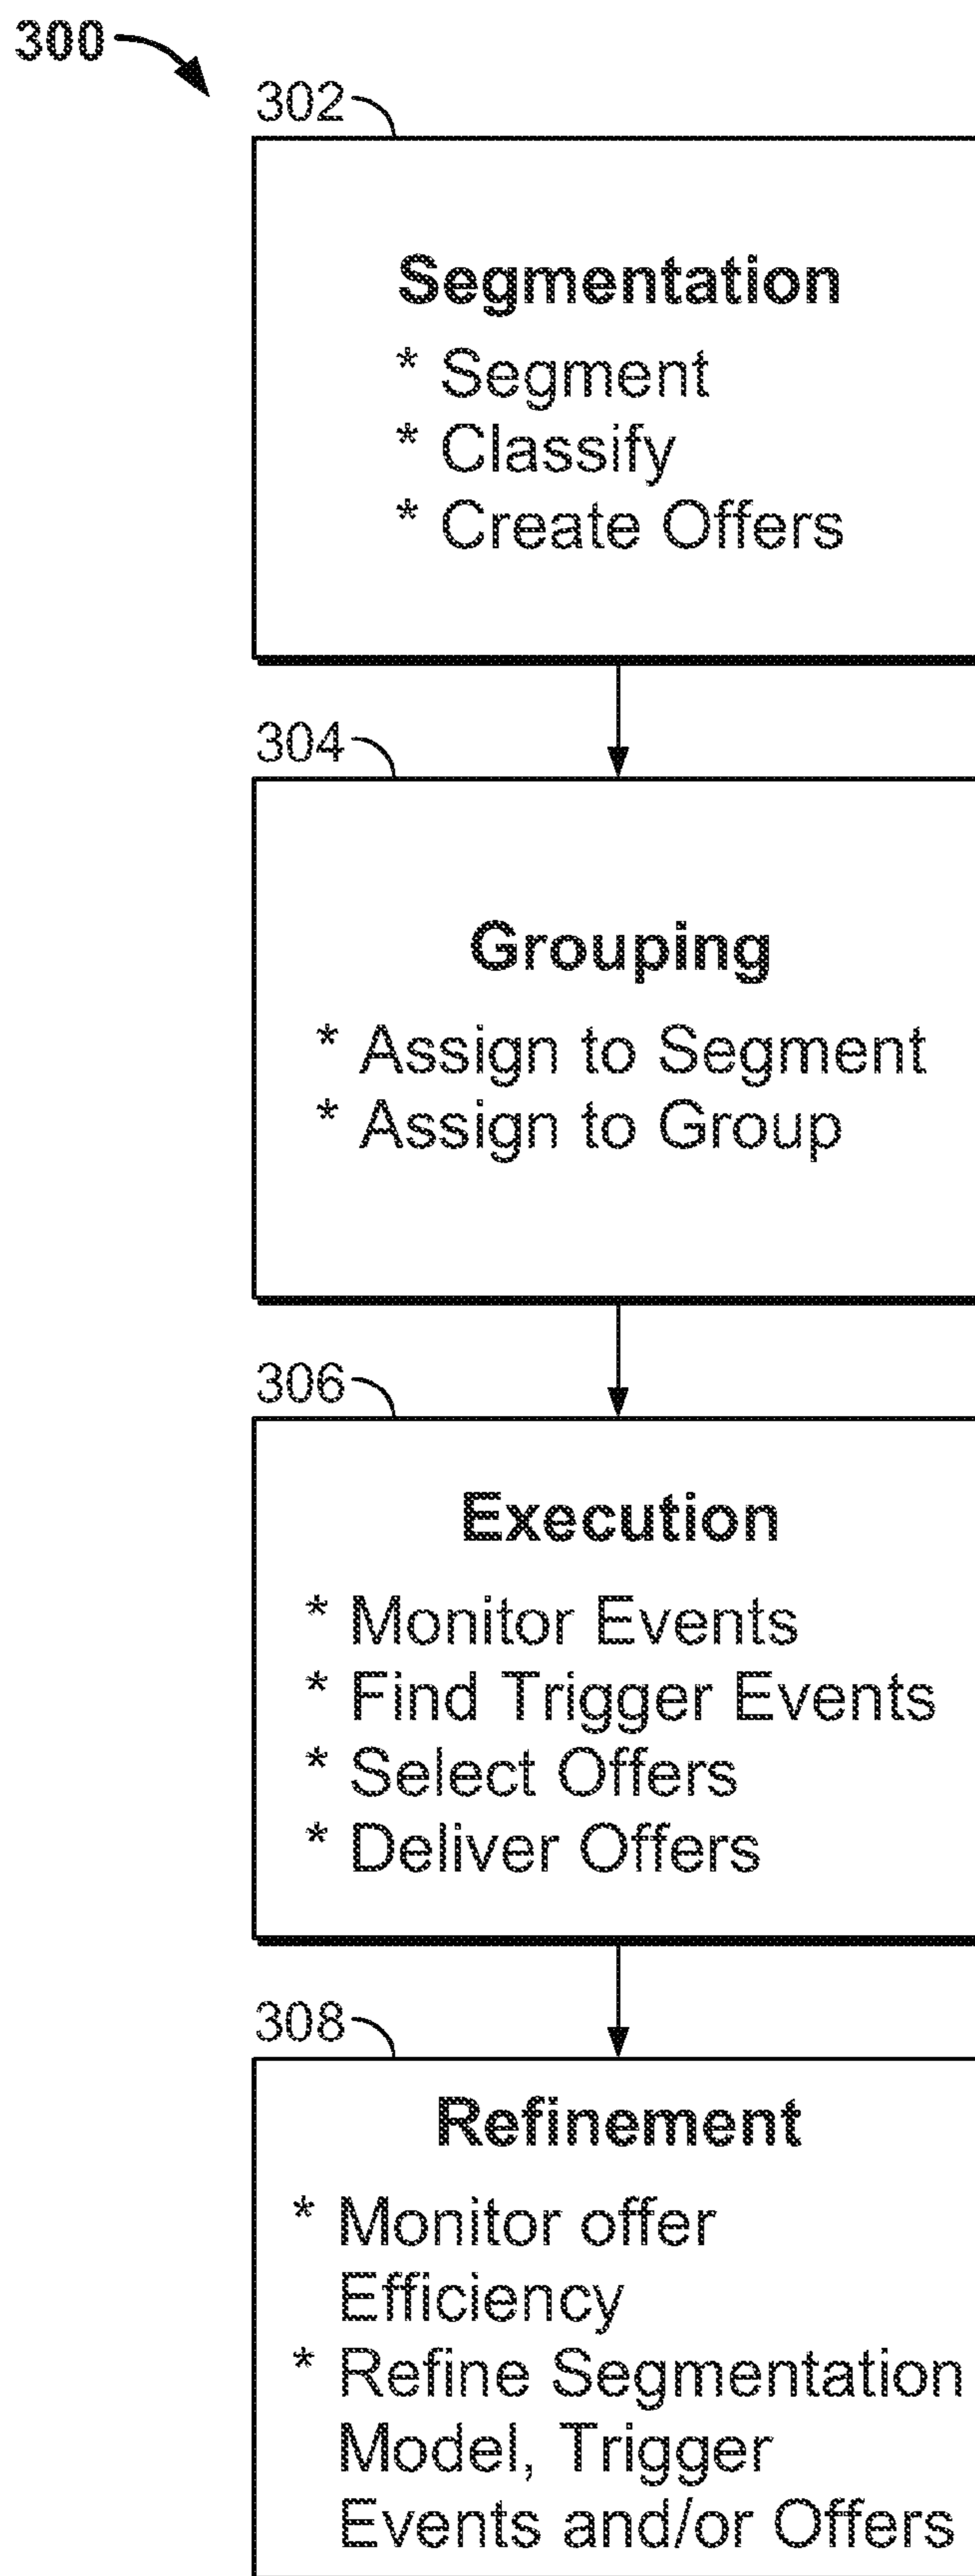 300
302
Segmentation
* Segment
* Classify
* Create Offers
304
Grouping
* Assign to Segment
* Assign to Group
306
Execution
* Monitor Events
* Find Trigger Events
* Select Offers
* Deliver Offers
308
Refinement
* Monitor offer
Efficiency
* Refine Segmentation
Model, Trigger
Events and/or Offers